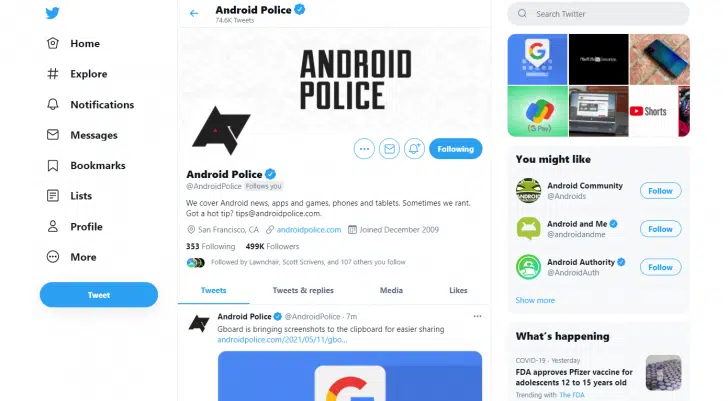 Home
Explore
Notifications
Messages
Bookmarks
Lists
Profile
More
Tweet
Android Police
74.6K Tweets
ANDROID
POLICE
Following
Android Police
@AndroidPolice Follows you
We cover Android news, apps and games, phones and tablets. Sometimes we rant.
Got a hot tip? tips@androidpolice.com.
San Francisco, CA androidpolice.com Joined December 2009
353 Following 499K Followers
Followed by Lawnchair, Scott Scrivens, and 107 others you follow
Tweets Tweets & replies Media Likes
Android Police @AndroidPolice · 7m
Gboard is bringing screenshots to the clipboard for easier sharing
androidpolice.com/2021/05/11/gbo...
Search Twitter
G Pay
Shorts
You might like
Android Community
@Androids
Follow
Android and Me
@androidandme
Follow
Android Authority
@AndroidAuth
Follow
Show more
What's happening
COVID-19 · Yesterday
FDA approves Pfizer vaccine for
adolescents 12 to 15 years old
Trending with The FDA